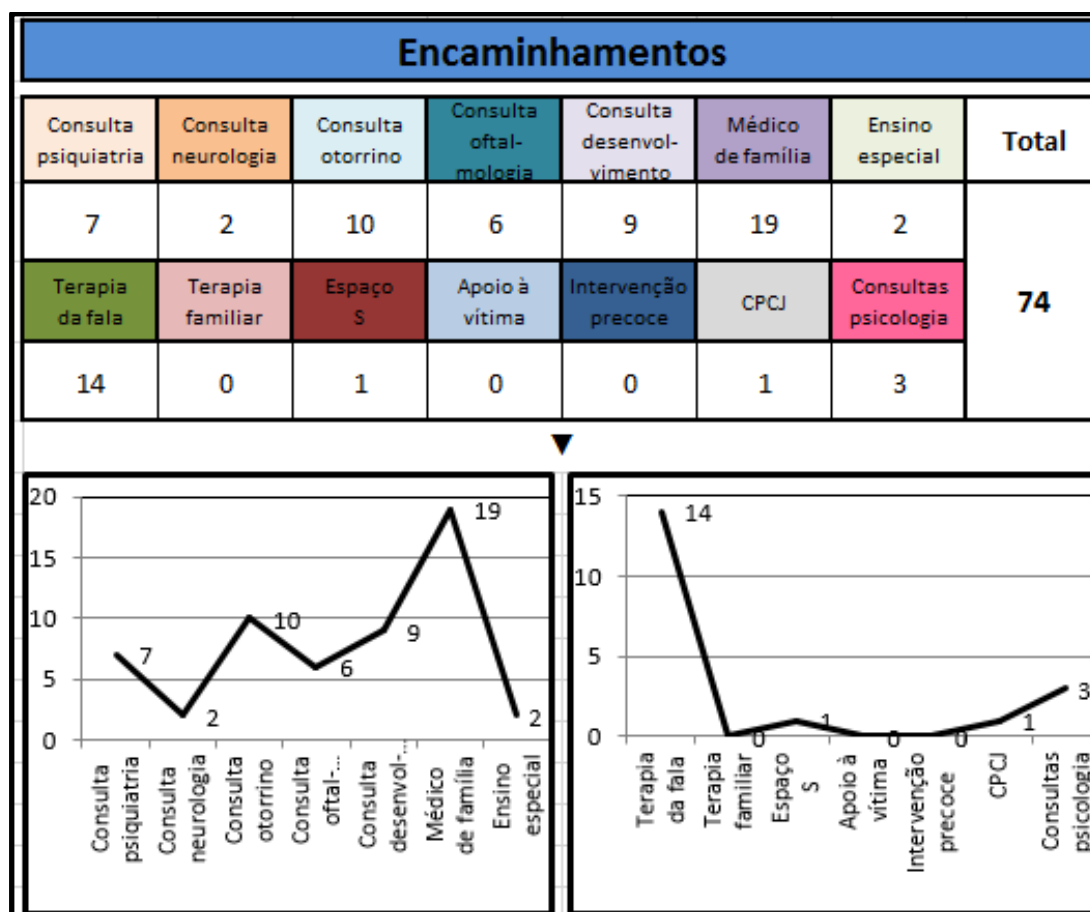 Encaminhamentos
Consulta
psiquiatria
Consulta
neurologia
Consulta
otorrino
Consulta
oftal-
mologia
Consulta
desenvol-
vimento
Médico
de família
Ensino
especial
Total
7
2
10
6
9
19
2
Terapia
da fala
Terapia
familiar
Espaço
S
Apoio à
vítima
Intervenção
precoce
CPCJ
Consultas
psicologia
74
14
0
1
0
0
1
3
20
15
10
5
0
7
2
10
6
9
19
2
Consulta
psiquiatria
Consulta
neurologia
Consulta
otorrino
Consulta
oftal-...
Consulta
desenvol-...
Médico
de família
Ensino
especial
15
10
5
0
14
0
1
0
0
1
3
Terapia
da fala
Terapia
familiar
Espaço
S
Apoio à
vítima
Intervenção
precoce
CPCJ
Consultas
psicologia